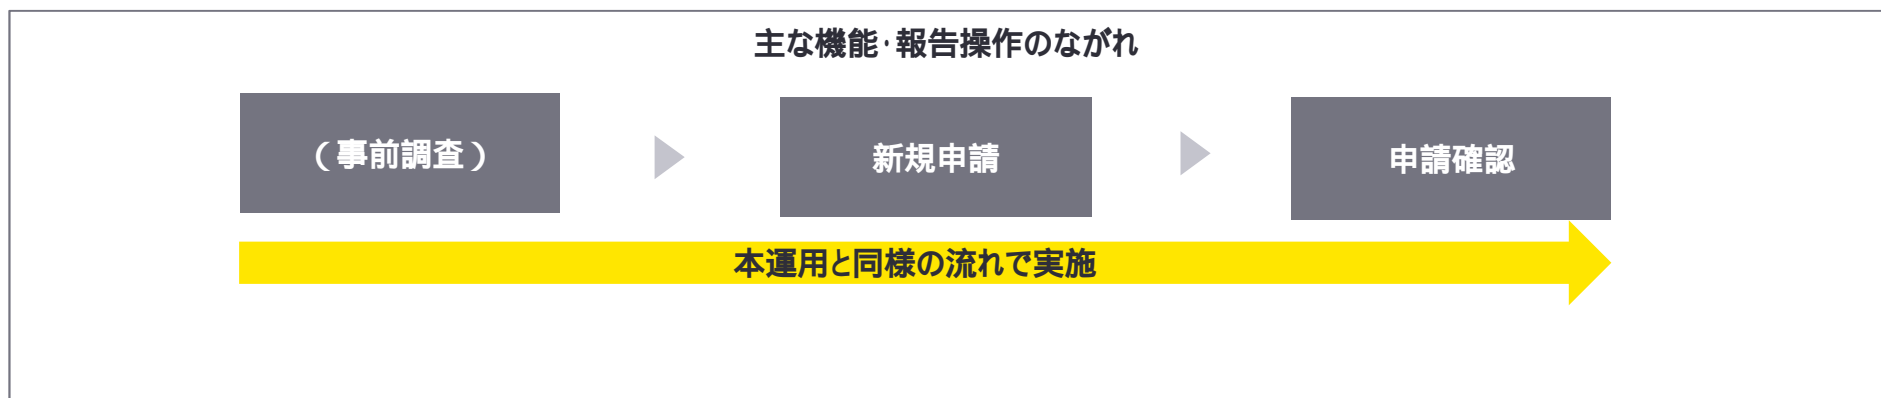 主な機能・報告操作のながれ
（事前調査）
新規申請
申請確認
本運用と同様の流れで実施